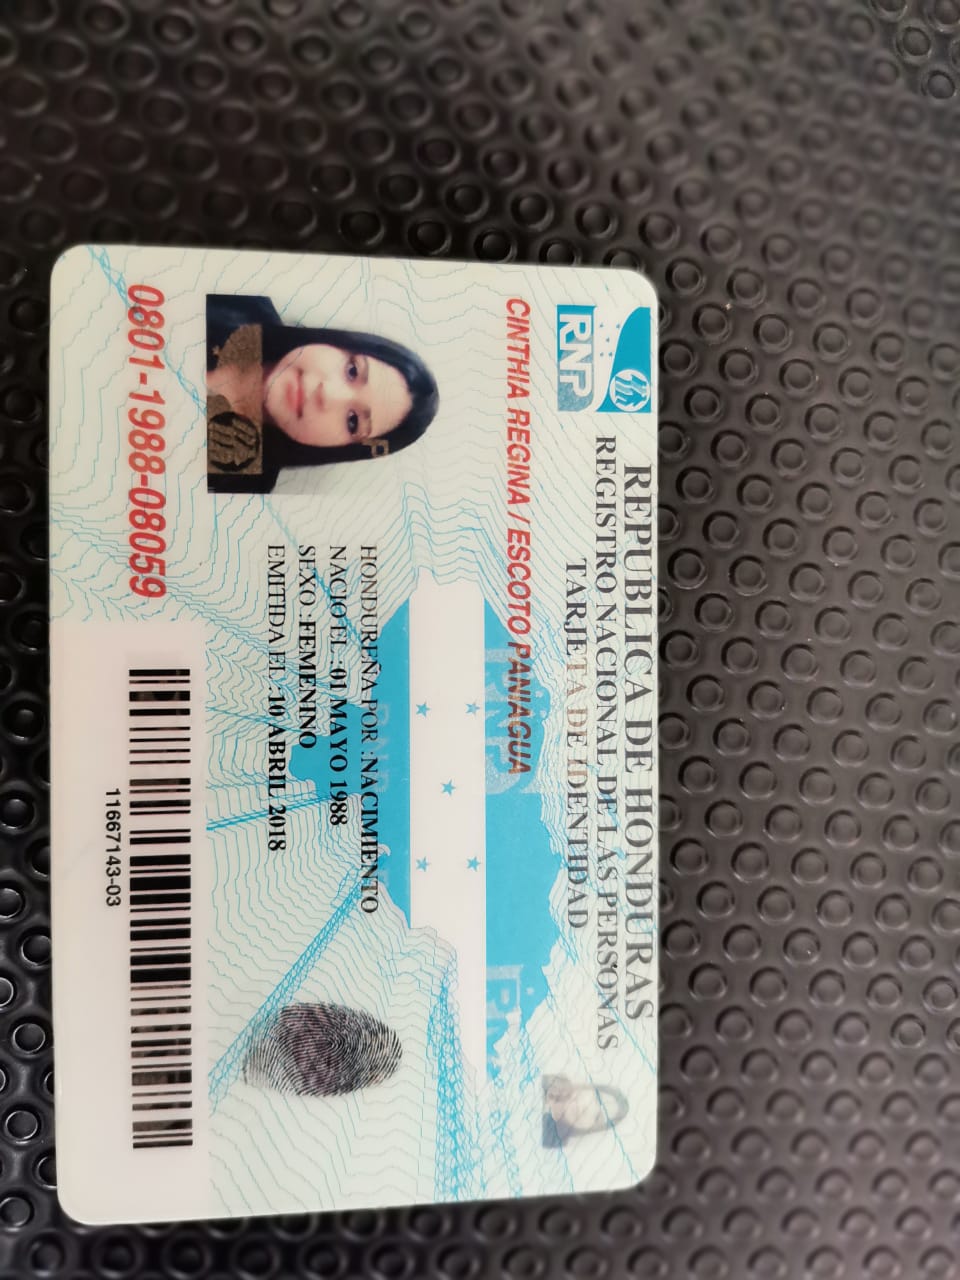 REPUBLICA DE HONDURAS
REGISTRO NACIONAL DE LAS PERSONAS
TARJETA DE IDENTIDAD
RNP
CINTHIA REGINA / ESCOTO PANIAGUA
HONDUREÑA POR :NACIMIENTO
NACIO EL :01 MAYO 1988
SEXO :FEMENINO
EMITIDA EL :10 ABRIL 2018
0801-1988-08059
11667143-03